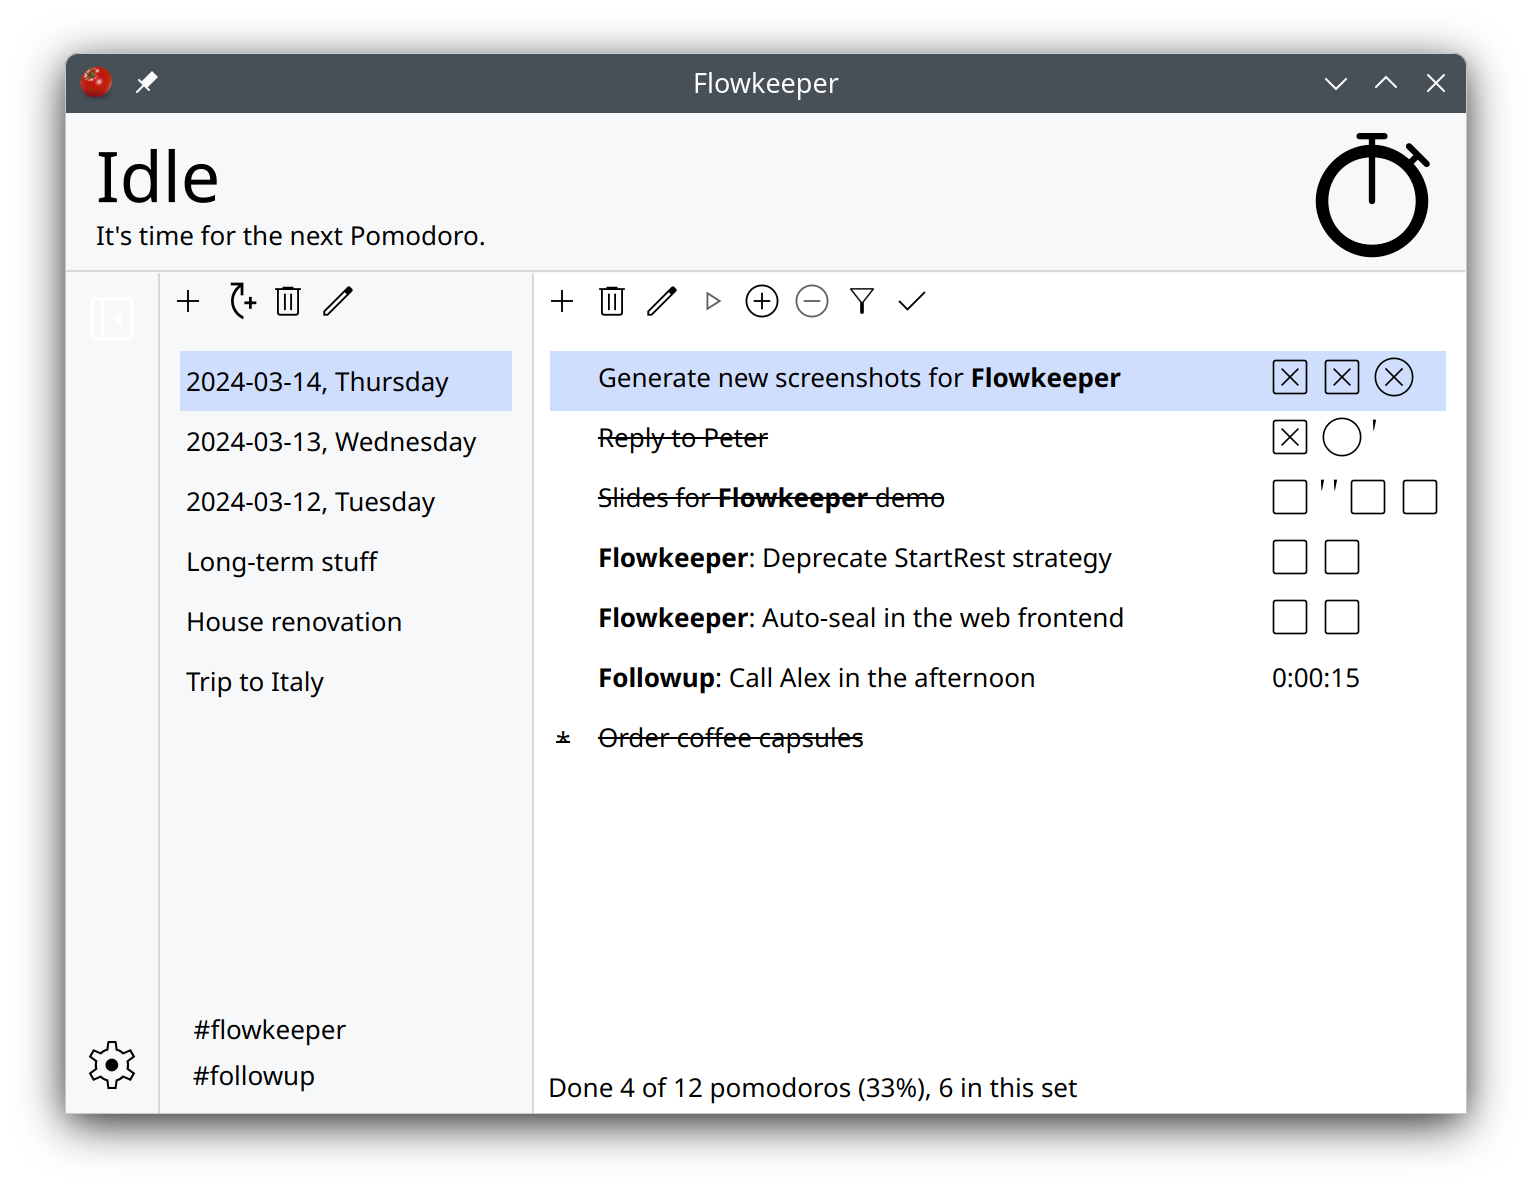 Flowkeeper
Idle
It's time for the next Pomodoro.
2024-03-14, Thursday
2024-03-13, Wednesday
2024-03-12, Tuesday
Long-term stuff
House renovation
Trip to Italy
#flowkeeper
#followup
Generate new screenshots for Flowkeeper
Reply to Peter '
Slides for Flowkeeper demo ' '
Flowkeeper: Deprecate StartRest strategy
Flowkeeper: Auto-seal in the web frontend
Followup: Call Alex in the afternoon 0:00:15
* Order coffee capsules
Done 4 of 12 pomodoros (33%), 6 in this set